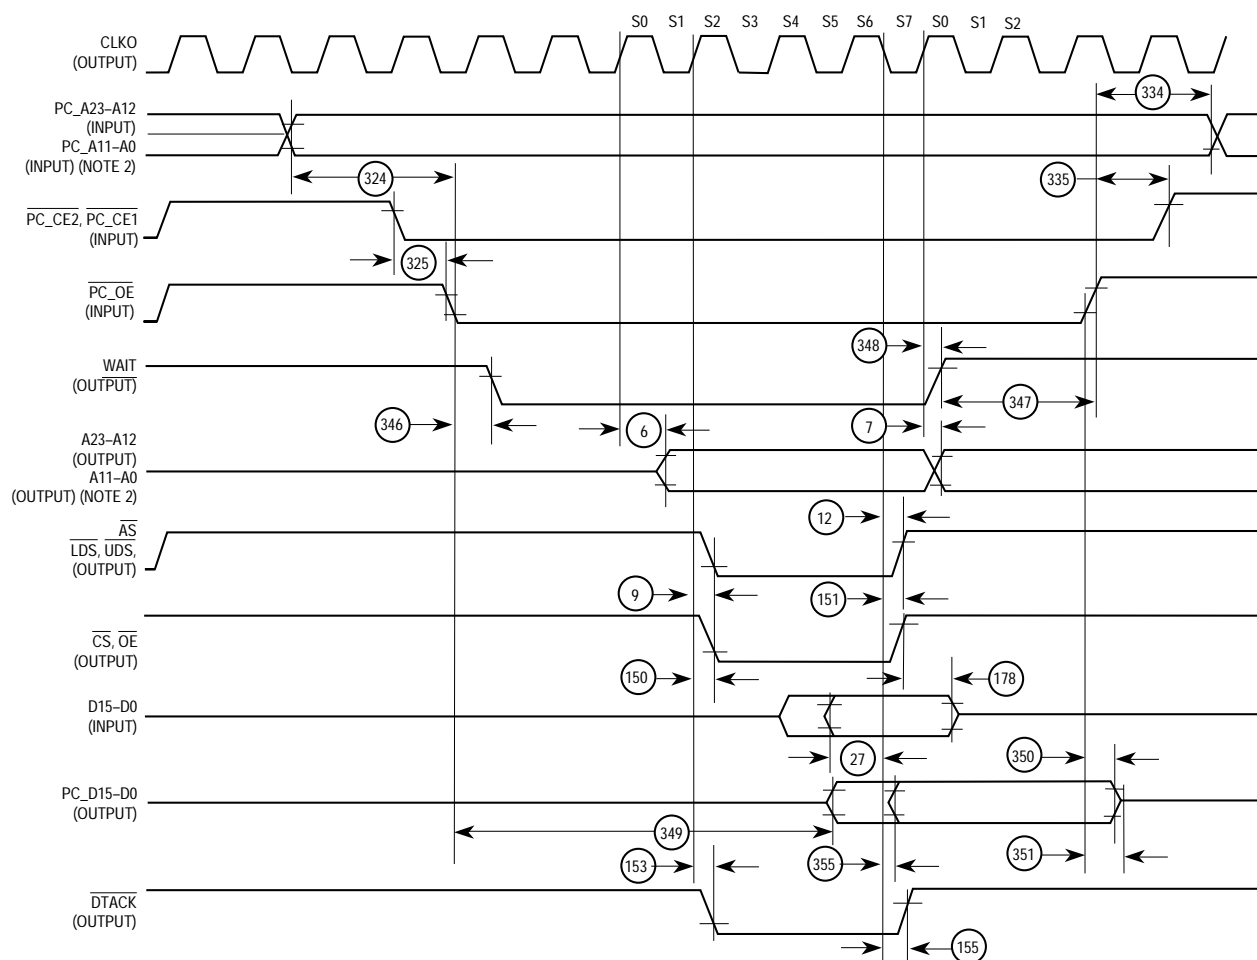 S0 S1 S2 S3 S4 S5 S6 S7 S0 S1 S2
CLKO
(OUTPUT)
334
PC_A23–A12
(INPUT)
PC_A11–A0
(INPUT) (NOTE 2)
324
335
PC_CE2, PC_CE1
(INPUT)
325
PC_OE
(INPUT)
348
WAIT
(OUTPUT)
347
346
6
7
A23–A12
(OUTPUT)
A11–A0
(OUTPUT) (NOTE 2)
12
AS
LDS, UDS,
(OUTPUT)
9
151
CS, OE
(OUTPUT)
150
178
D15–D0
(INPUT)
27
350
PC_D15–D0
(OUTPUT)
349
153
355
351
DTACK
(OUTPUT)
155